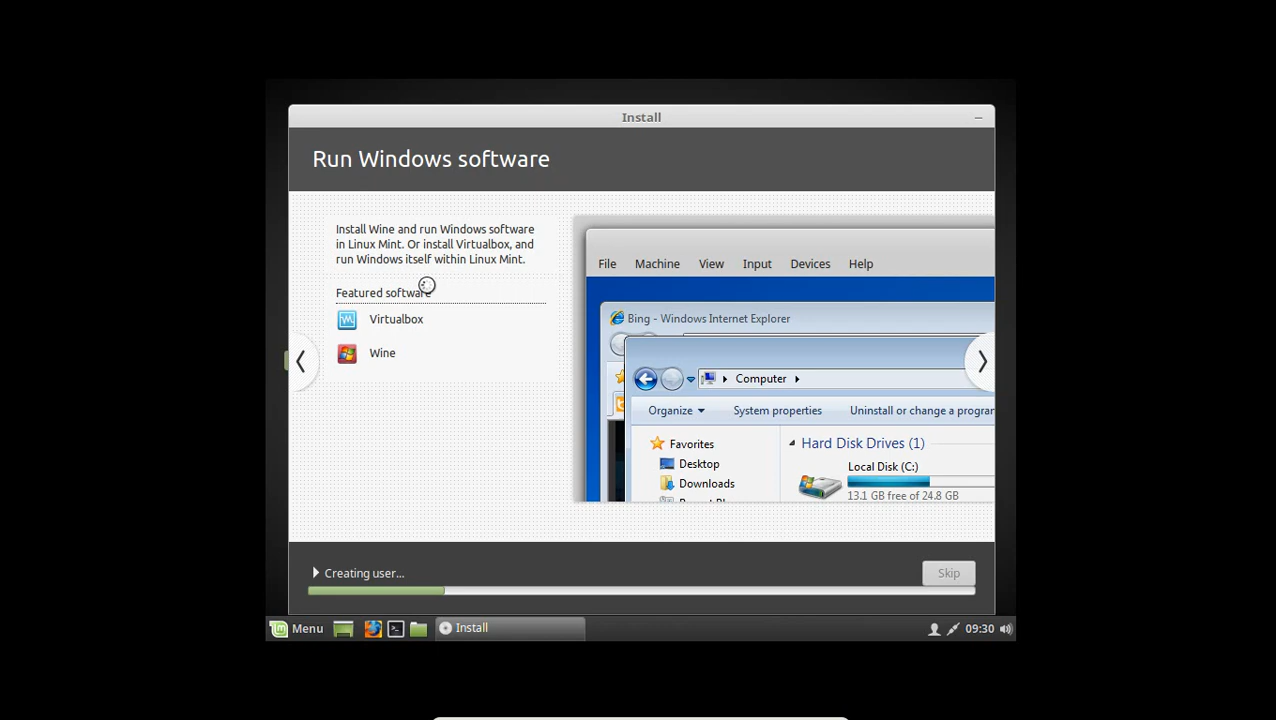 Install
Run Windows software
Install Wine and run Windows software
in Linux Mint. Or install Virtualbox, and
run Windows itself within Linux Mint.
Featured software
Virtualbox
Wine
File Machine View Input Devices Help
Bing - Windows Internet Explorer
Computer
Organize System properties Uninstall or change a program
Favorites
Desktop
Downloads
Hard Disk Drives (1)
Local Disk (C:)
13.1 GB free of 24.8 GB
Creating user...
Skip
Menu
Install
09:30